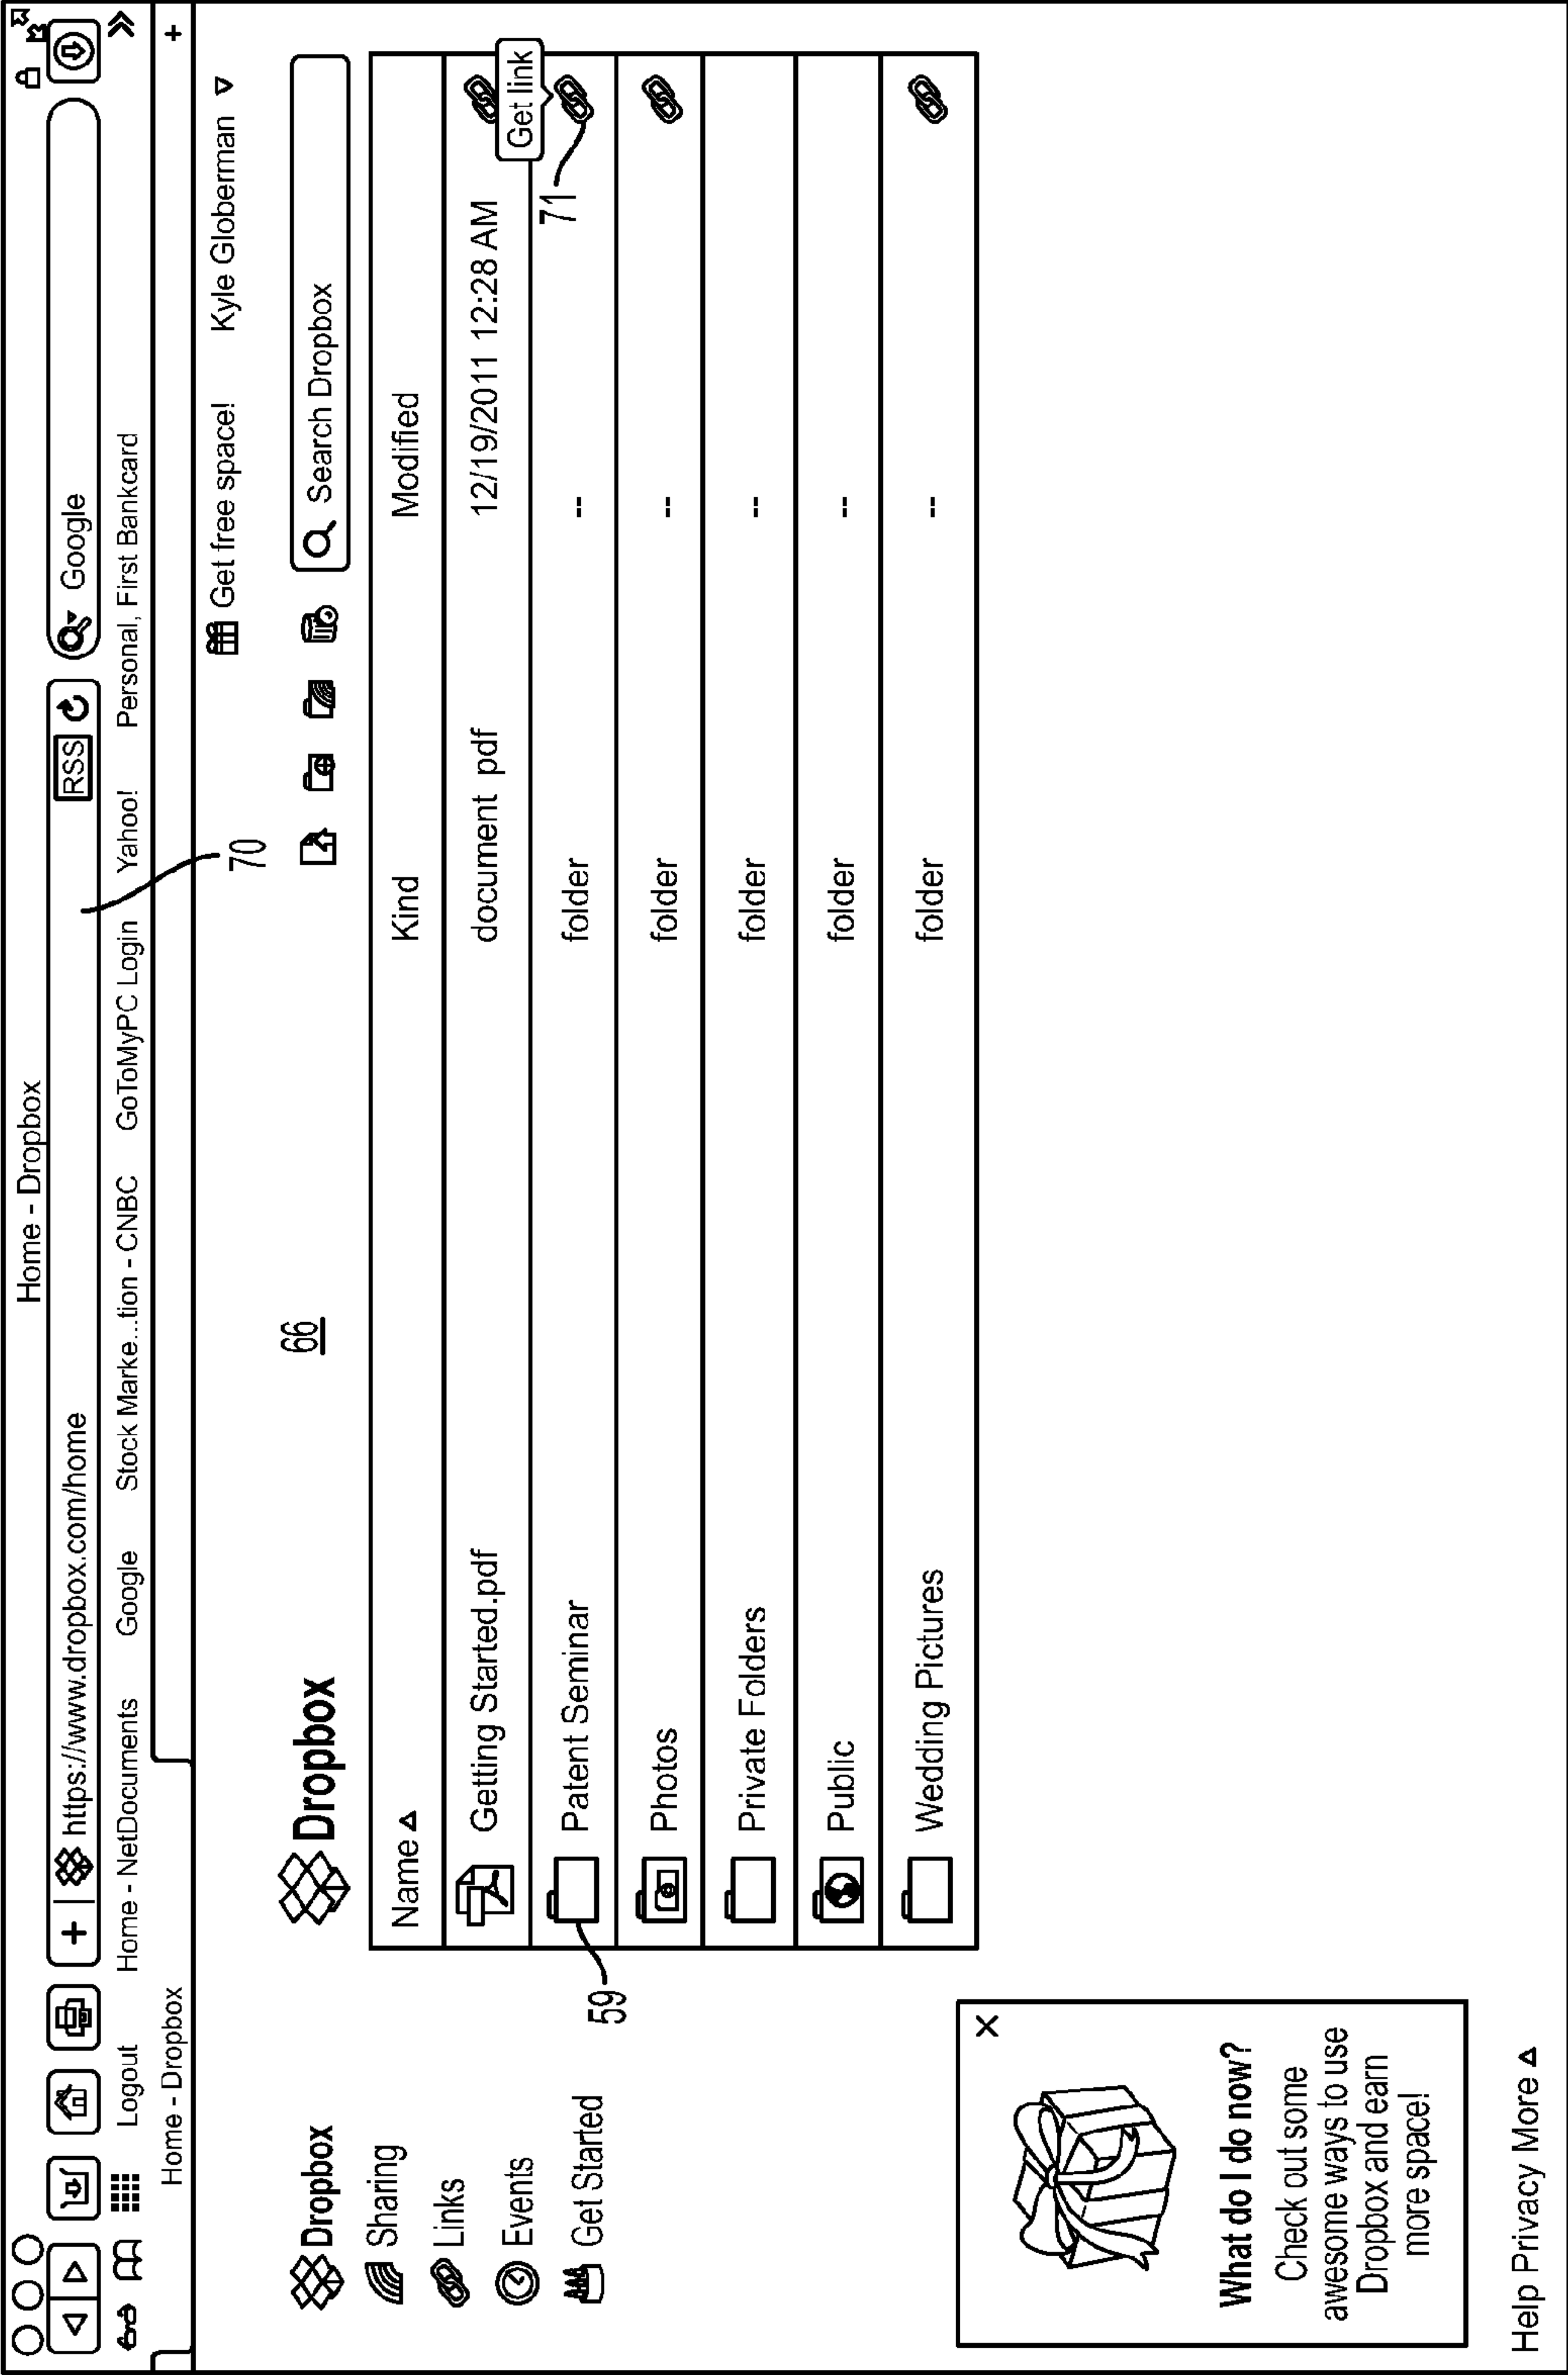 Home - Dropbox
+ https://www.dropbox.com/home RSS Google
Logout Home - NetDocuments Google Stock Marke...tion - CNBC GoToMyPC Login Yahoo! Personal, First Bankcard »
Home - Dropbox +
70
Get free space! Kyle Globerman
66
Dropbox
Sharing
Links
Events
Get Started
Dropbox Search Dropbox
Name Kind Modified
Getting Started.pdf document pdf 12/19/2011 12:28 AM
Get link
Patent Seminar folder --
71
59
Photos folder --
Private Folders folder --
Public folder --
Wedding Pictures folder --
X
What do I do now?
Check out some
awesome ways to use
Dropbox and earn
more space!
Help Privacy More